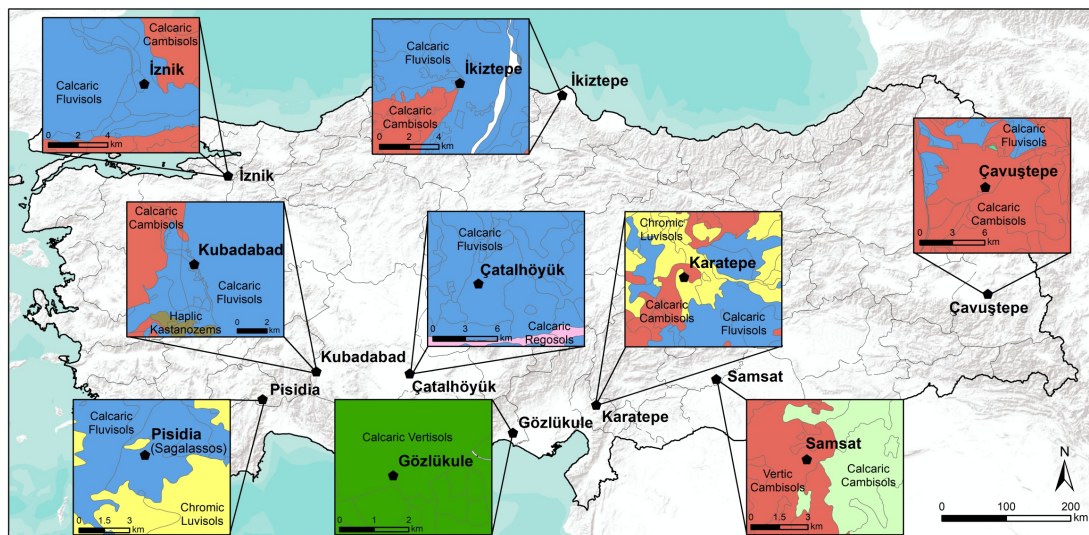 Calcaric
Cambisols
İznik
Calcaric
Fluvisols
0 2 4
km
Calcaric
Fluvisols
İkiztepe
Calcaric
Cambisols
0 2 4
km
İkiztepe
İznik
Calcaric
Fluvisols
Çavuştepe
Calcaric
Cambisols
0 3 6
km
Çavuştepe
Calcaric
Cambisols
Kubadabad
Calcaric
Fluvisols
Haplic
Kastanozems
0 2
km
Kubadabad
Calcaric
Fluvisols
Çatalhöyük
Calcaric
Regosols
0 3 6
km
Çatalhöyük
Chromic
Luvisols
Karatepe
Calcaric
Cambisols
Calcaric
Fluvisols
0 3 6
km
Karatepe
Pisidia
Calcaric
Fluvisols
Pisidia
(Sagalassos)
Chromic
Luvisols
0 1.5 3
km
Calcaric Vertisols
Gözlükule
0 1 2
km
Gözlükule
Samsat
Samsat
Vertic
Cambisols
Calcaric
Cambisols
0 1.5 3
km
N
0 100 200
km